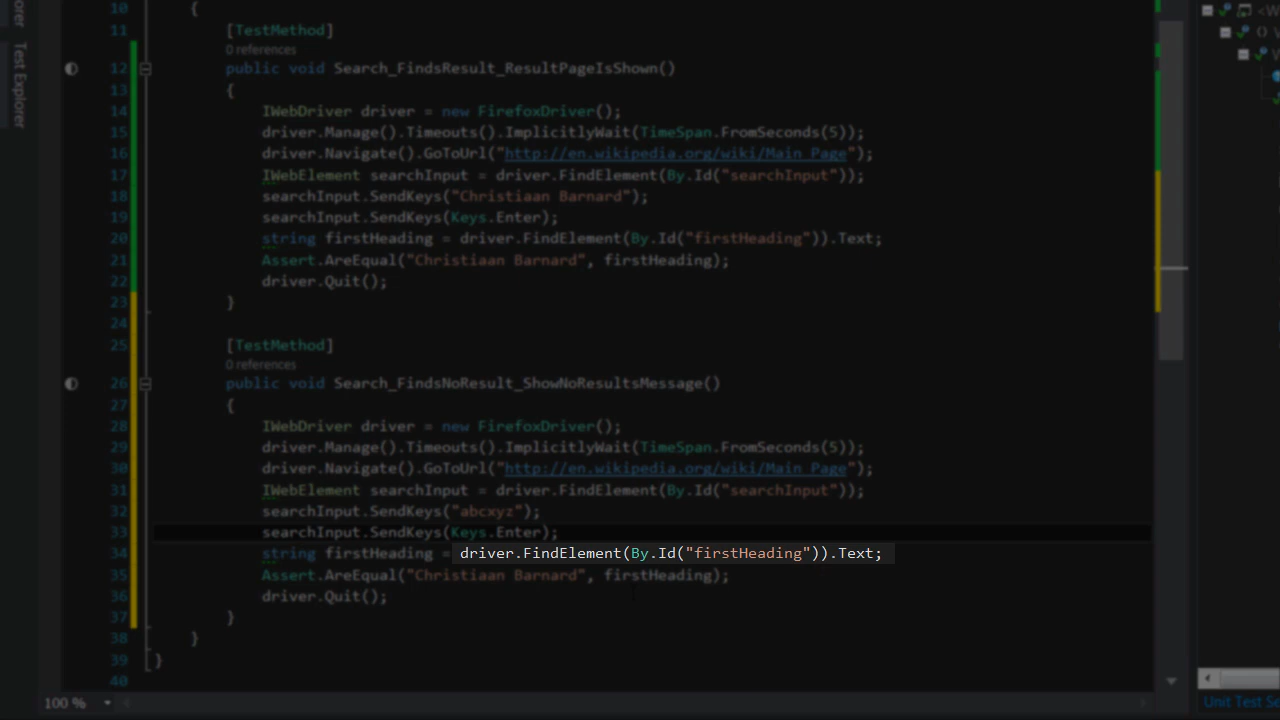 Test Explorer
10 {
11 [TestMethod]
0 references
12 public void Search_FindsResult_ResultPageIsShown()
13 {
14 IWebDriver driver = new FirefoxDriver();
15 driver.Manage().Timeouts().ImplicitlyWait(TimeSpan.FromSeconds(5));
16 driver.Navigate().GoToUrl("http://en.wikipedia.org/wiki/Main_Page");
17 IWebElement searchInput = driver.FindElement(By.Id("searchInput"));
18 searchInput.SendKeys("Christiaan Barnard");
19 searchInput.SendKeys(Keys.Enter);
20 string firstHeading = driver.FindElement(By.Id("firstHeading")).Text;
21 Assert.AreEqual("Christiaan Barnard", firstHeading);
22 driver.Quit();
23 }
24
25 [TestMethod]
0 references
26 public void Search_FindsNoResult_ShowNoResultsMessage()
27 {
28 IWebDriver driver = new FirefoxDriver();
29 driver.Manage().Timeouts().ImplicitlyWait(TimeSpan.FromSeconds(5));
30 driver.Navigate().GoToUrl("http://en.wikipedia.org/wiki/Main_Page");
31 IWebElement searchInput = driver.FindElement(By.Id("searchInput"));
32 searchInput.SendKeys("abcxyz");
33 searchInput.SendKeys(Keys.Enter);
34 string firstHeading = driver.FindElement(By.Id("firstHeading")).Text;
35 Assert.AreEqual("Christiaan Barnard", firstHeading);
36 driver.Quit();
37 }
38 }
39 }
40
100 %
Unit Test